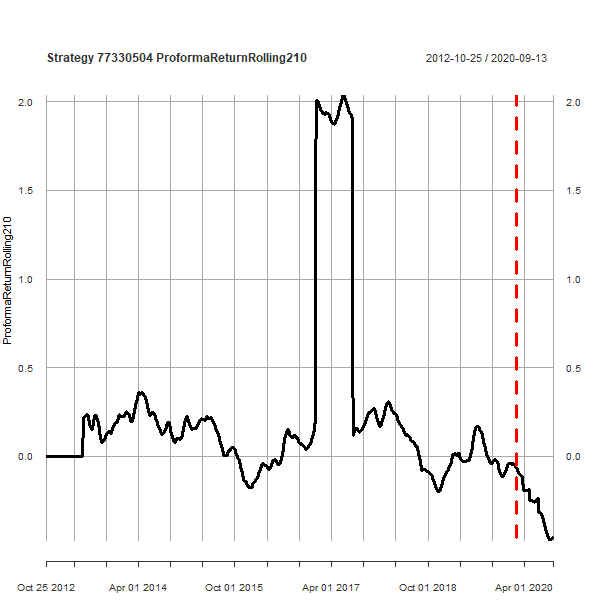 Strategy 77330504 ProformaReturnRolling210
2012-10-25 / 2020-09-13
2.0 2.0
1.5 1.5
1.0 1.0
0.5 0.5
0.0 0.0
ProformaReturnRolling210
Oct 25 2012 Apr 01 2014 Oct 01 2015 Apr 01 2017 Oct 01 2018 Apr 01 2020